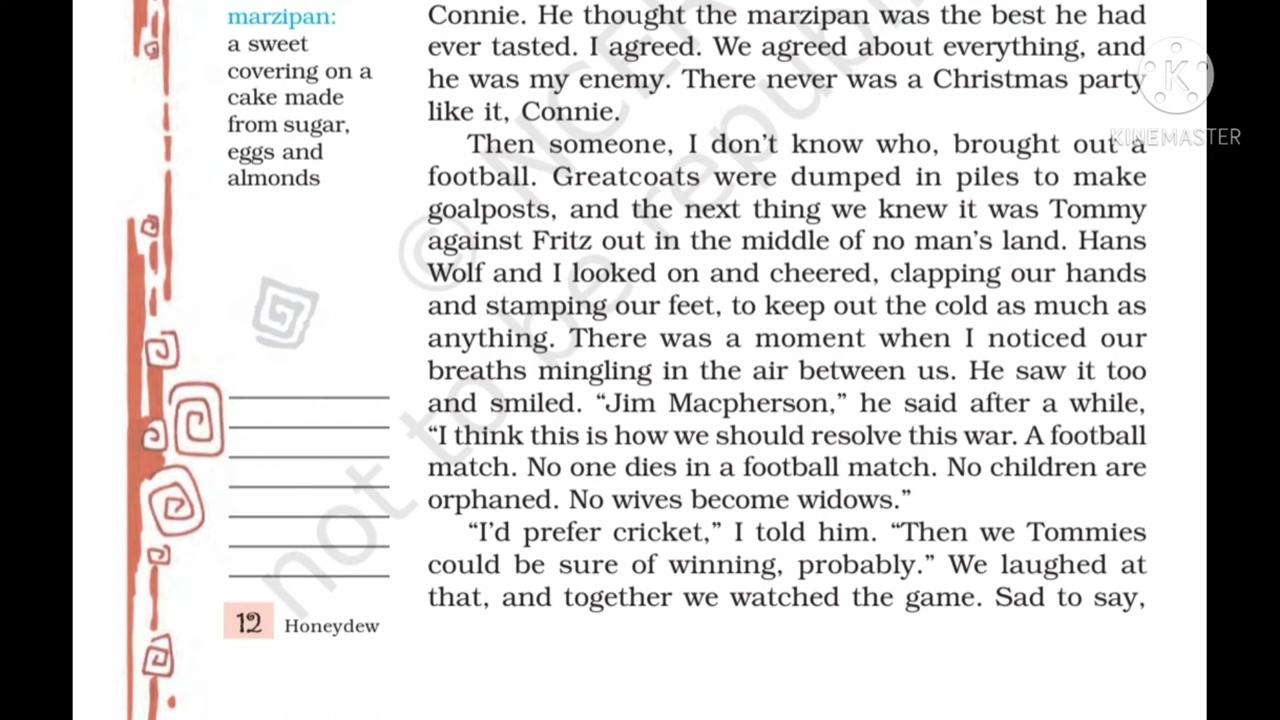 marzipan:
a sweet
covering on a
cake made
from sugar,
eggs and
almonds
Connie. He thought the marzipan was the best he had
ever tasted. I agreed. We agreed about everything, and
he was my enemy. There never was a Christmas party
like it, Connie.
Then someone, I don't know who, brought out a
football. Greatcoats were dumped in piles to make
goalposts, and the next thing we knew it was Tommy
against Fritz out in the middle of no man's land. Hans
Wolf and I looked on and cheered, clapping our hands
and stamping our feet, to keep out the cold as much as
anything. There was a moment when I noticed our
breaths mingling in the air between us. He saw it too
and smiled. “Jim Macpherson,” he said after a while,
“I think this is how we should resolve this war. A football
match. No one dies in a football match. No children are
orphaned. No wives become widows.”
“I'd prefer cricket,” I told him. “Then we Tommies
could be sure of winning, probably.” We laughed at
that, and together we watched the game. Sad to say,
12 Honeydew
K
KINEMASTER
© NCER
not to be republi